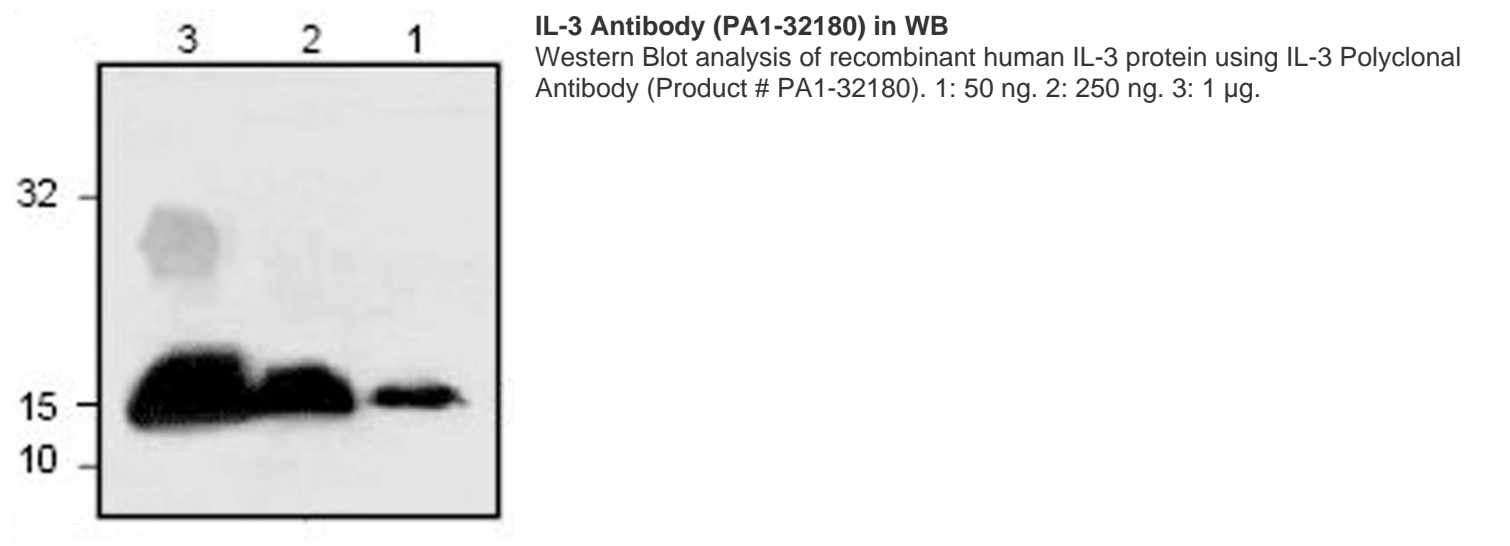 3 2 1
IL-3 Antibody (PA1-32180) in WB
Western Blot analysis of recombinant human IL-3 protein using IL-3 Polyclonal
Antibody (Product # PA1-32180). 1: 50 ng. 2: 250 ng. 3: 1 µg.
32
15
10